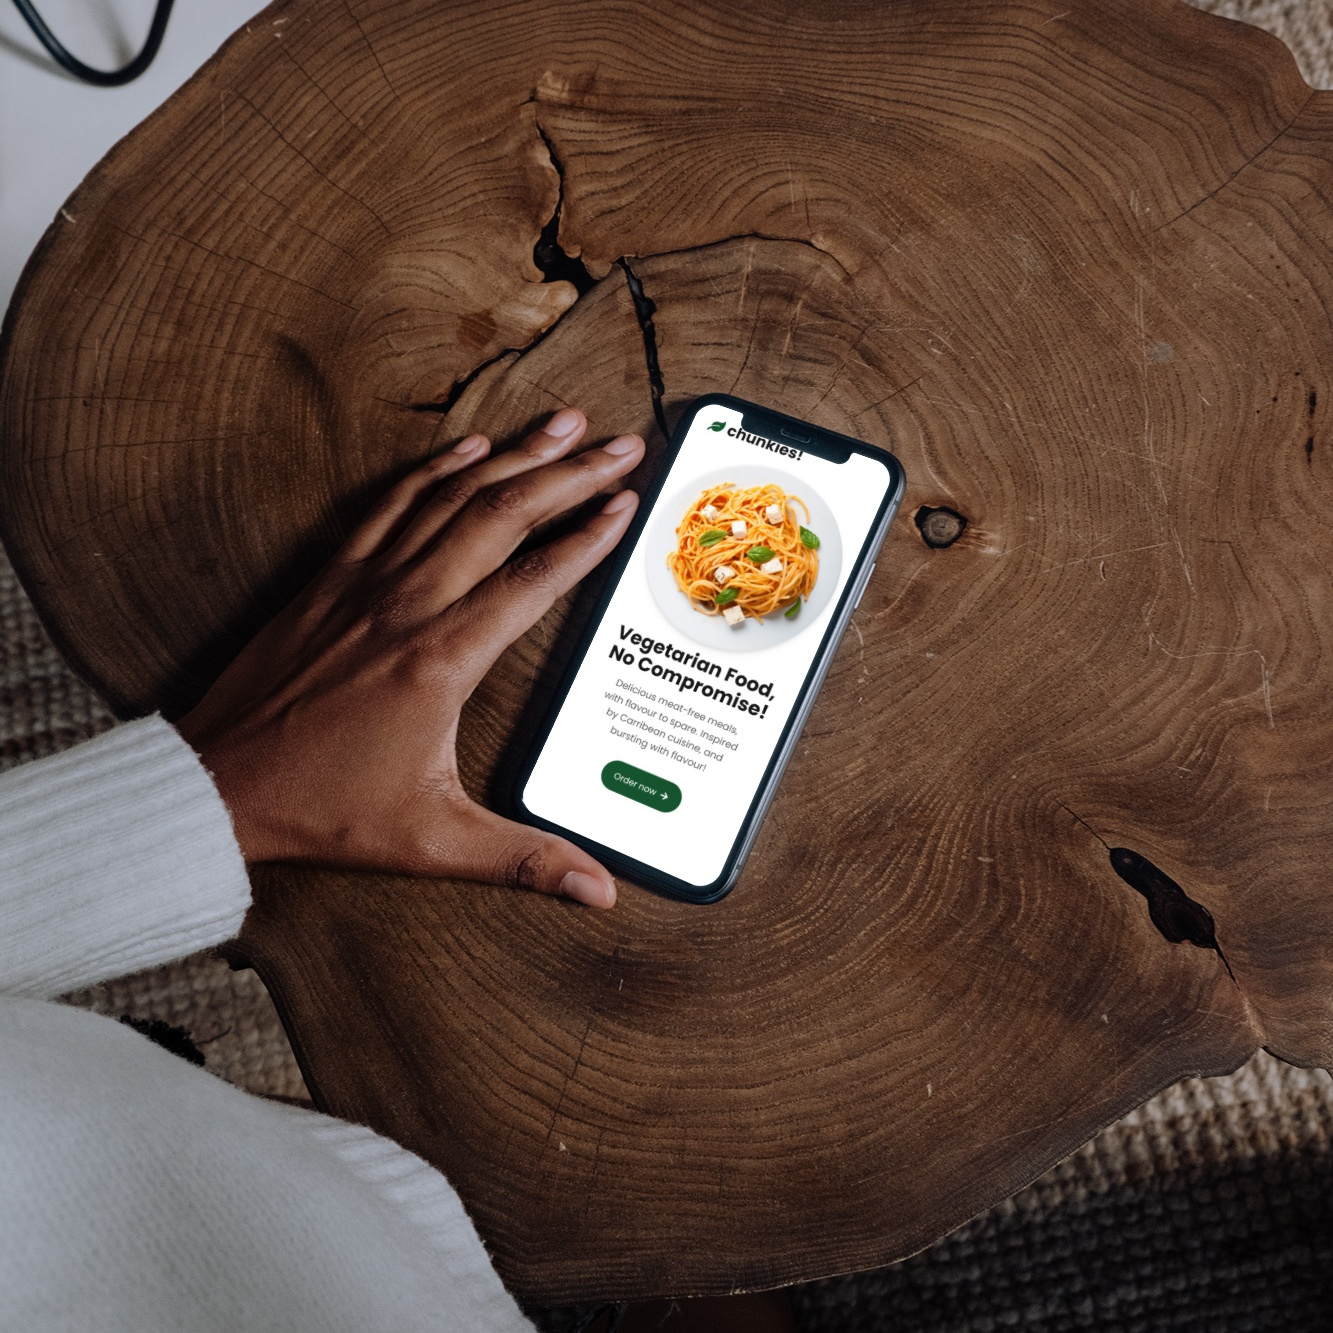 chunkies!
Vegetarian Food,
No Compromise!
Delicious meat-free meals,
with flavour to spare. Inspired
by Carribean cuisine, and
bursting with flavour!
Order now →